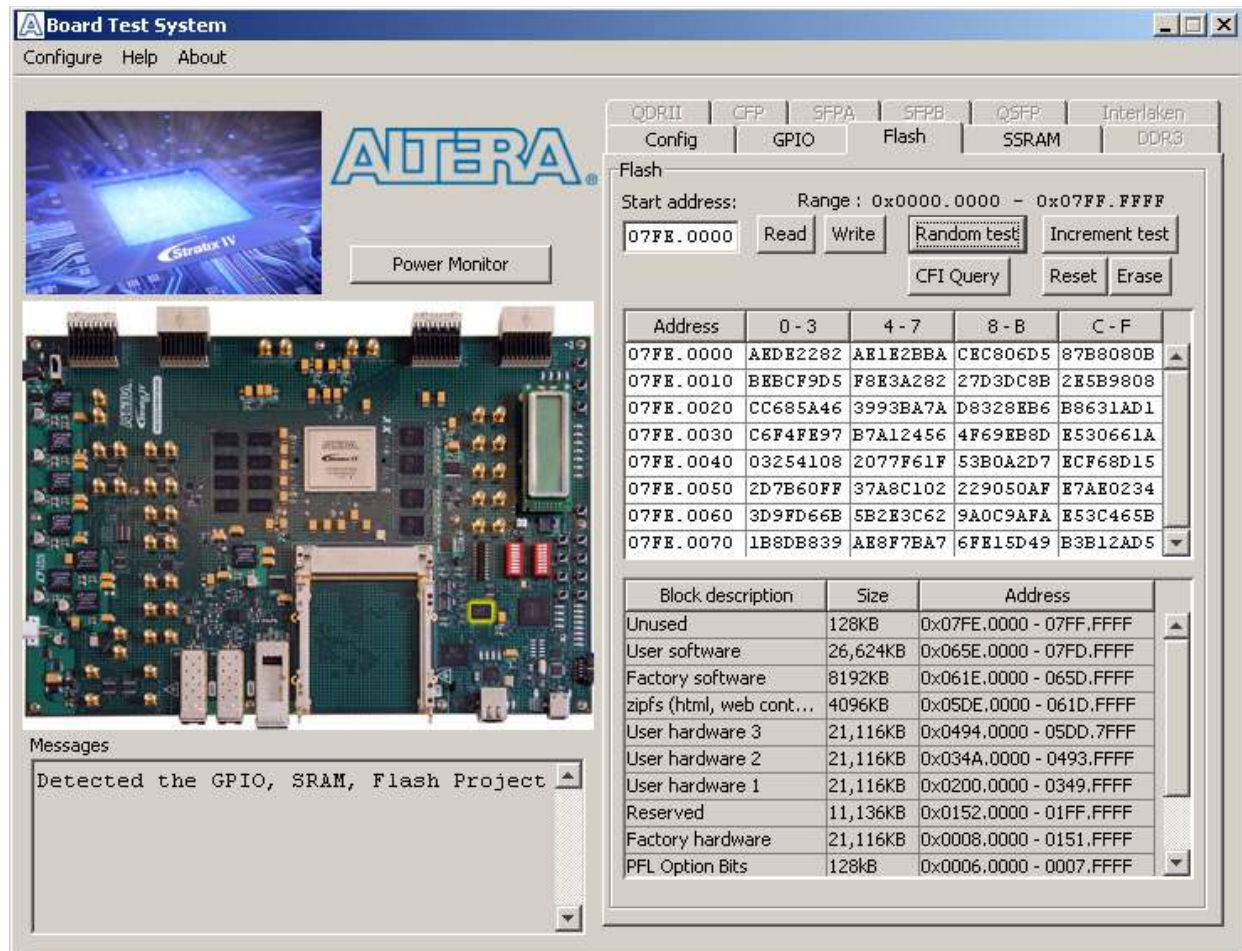 Board Test System
Configure Help About
QDRII CFP SFPA SFPB QSFP Interlaken
Config GPIO Flash SSRAM DDR3
Stratix IV
ALTERA®
Power Monitor
Flash
Start address: Range : 0x0000.0000 - 0x07FF.FFFF
07FE.0000 Read Write Random test Increment test
CFI Query Reset Erase
Address 0 - 3 4 - 7 8 - B C - F
07FE.0000 AEDE2282 AE1E2BBA CEC806D5 87B8080B
07FE.0010 BEBCF9D5 F8E3A282 27D3DC8B 2E5B9808
07FE.0020 CC685A46 3993BA7A D8328EB6 B8631AD1
07FE.0030 C6F4FE97 B7A12456 4F69EB8D E530661A
07FE.0040 03254108 2077F61F 53B0A2D7 ECF68D15
07FE.0050 2D7B60FF 37A8C102 229050AF E7AE0234
07FE.0060 3D9FD66B 5B2E3C62 9A0C9AFA E53C465B
07FE.0070 1B8DB839 AE8F7BA7 6FE15D49 B3B12AD5
Block description Size Address
Unused 128KB 0x07FE.0000 - 07FF.FFFF
User software 26,624KB 0x065E.0000 - 07FD.FFFF
Factory software 8192KB 0x061E.0000 - 065D.FFFF
zipfs (html, web cont... 4096KB 0x05DE.0000 - 061D.FFFF
User hardware 3 21,116KB 0x0494.0000 - 05DD.7FFF
User hardware 2 21,116KB 0x034A.0000 - 0493.FFFF
User hardware 1 21,116KB 0x0200.0000 - 0349.FFFF
Reserved 11,136KB 0x0152.0000 - 01FF.FFFF
Factory hardware 21,116KB 0x0008.0000 - 0151.FFFF
PFL Option Bits 128kB 0x0006.0000 - 0007.FFFF
ALTERA
Messages
Detected the GPIO, SRAM, Flash Project